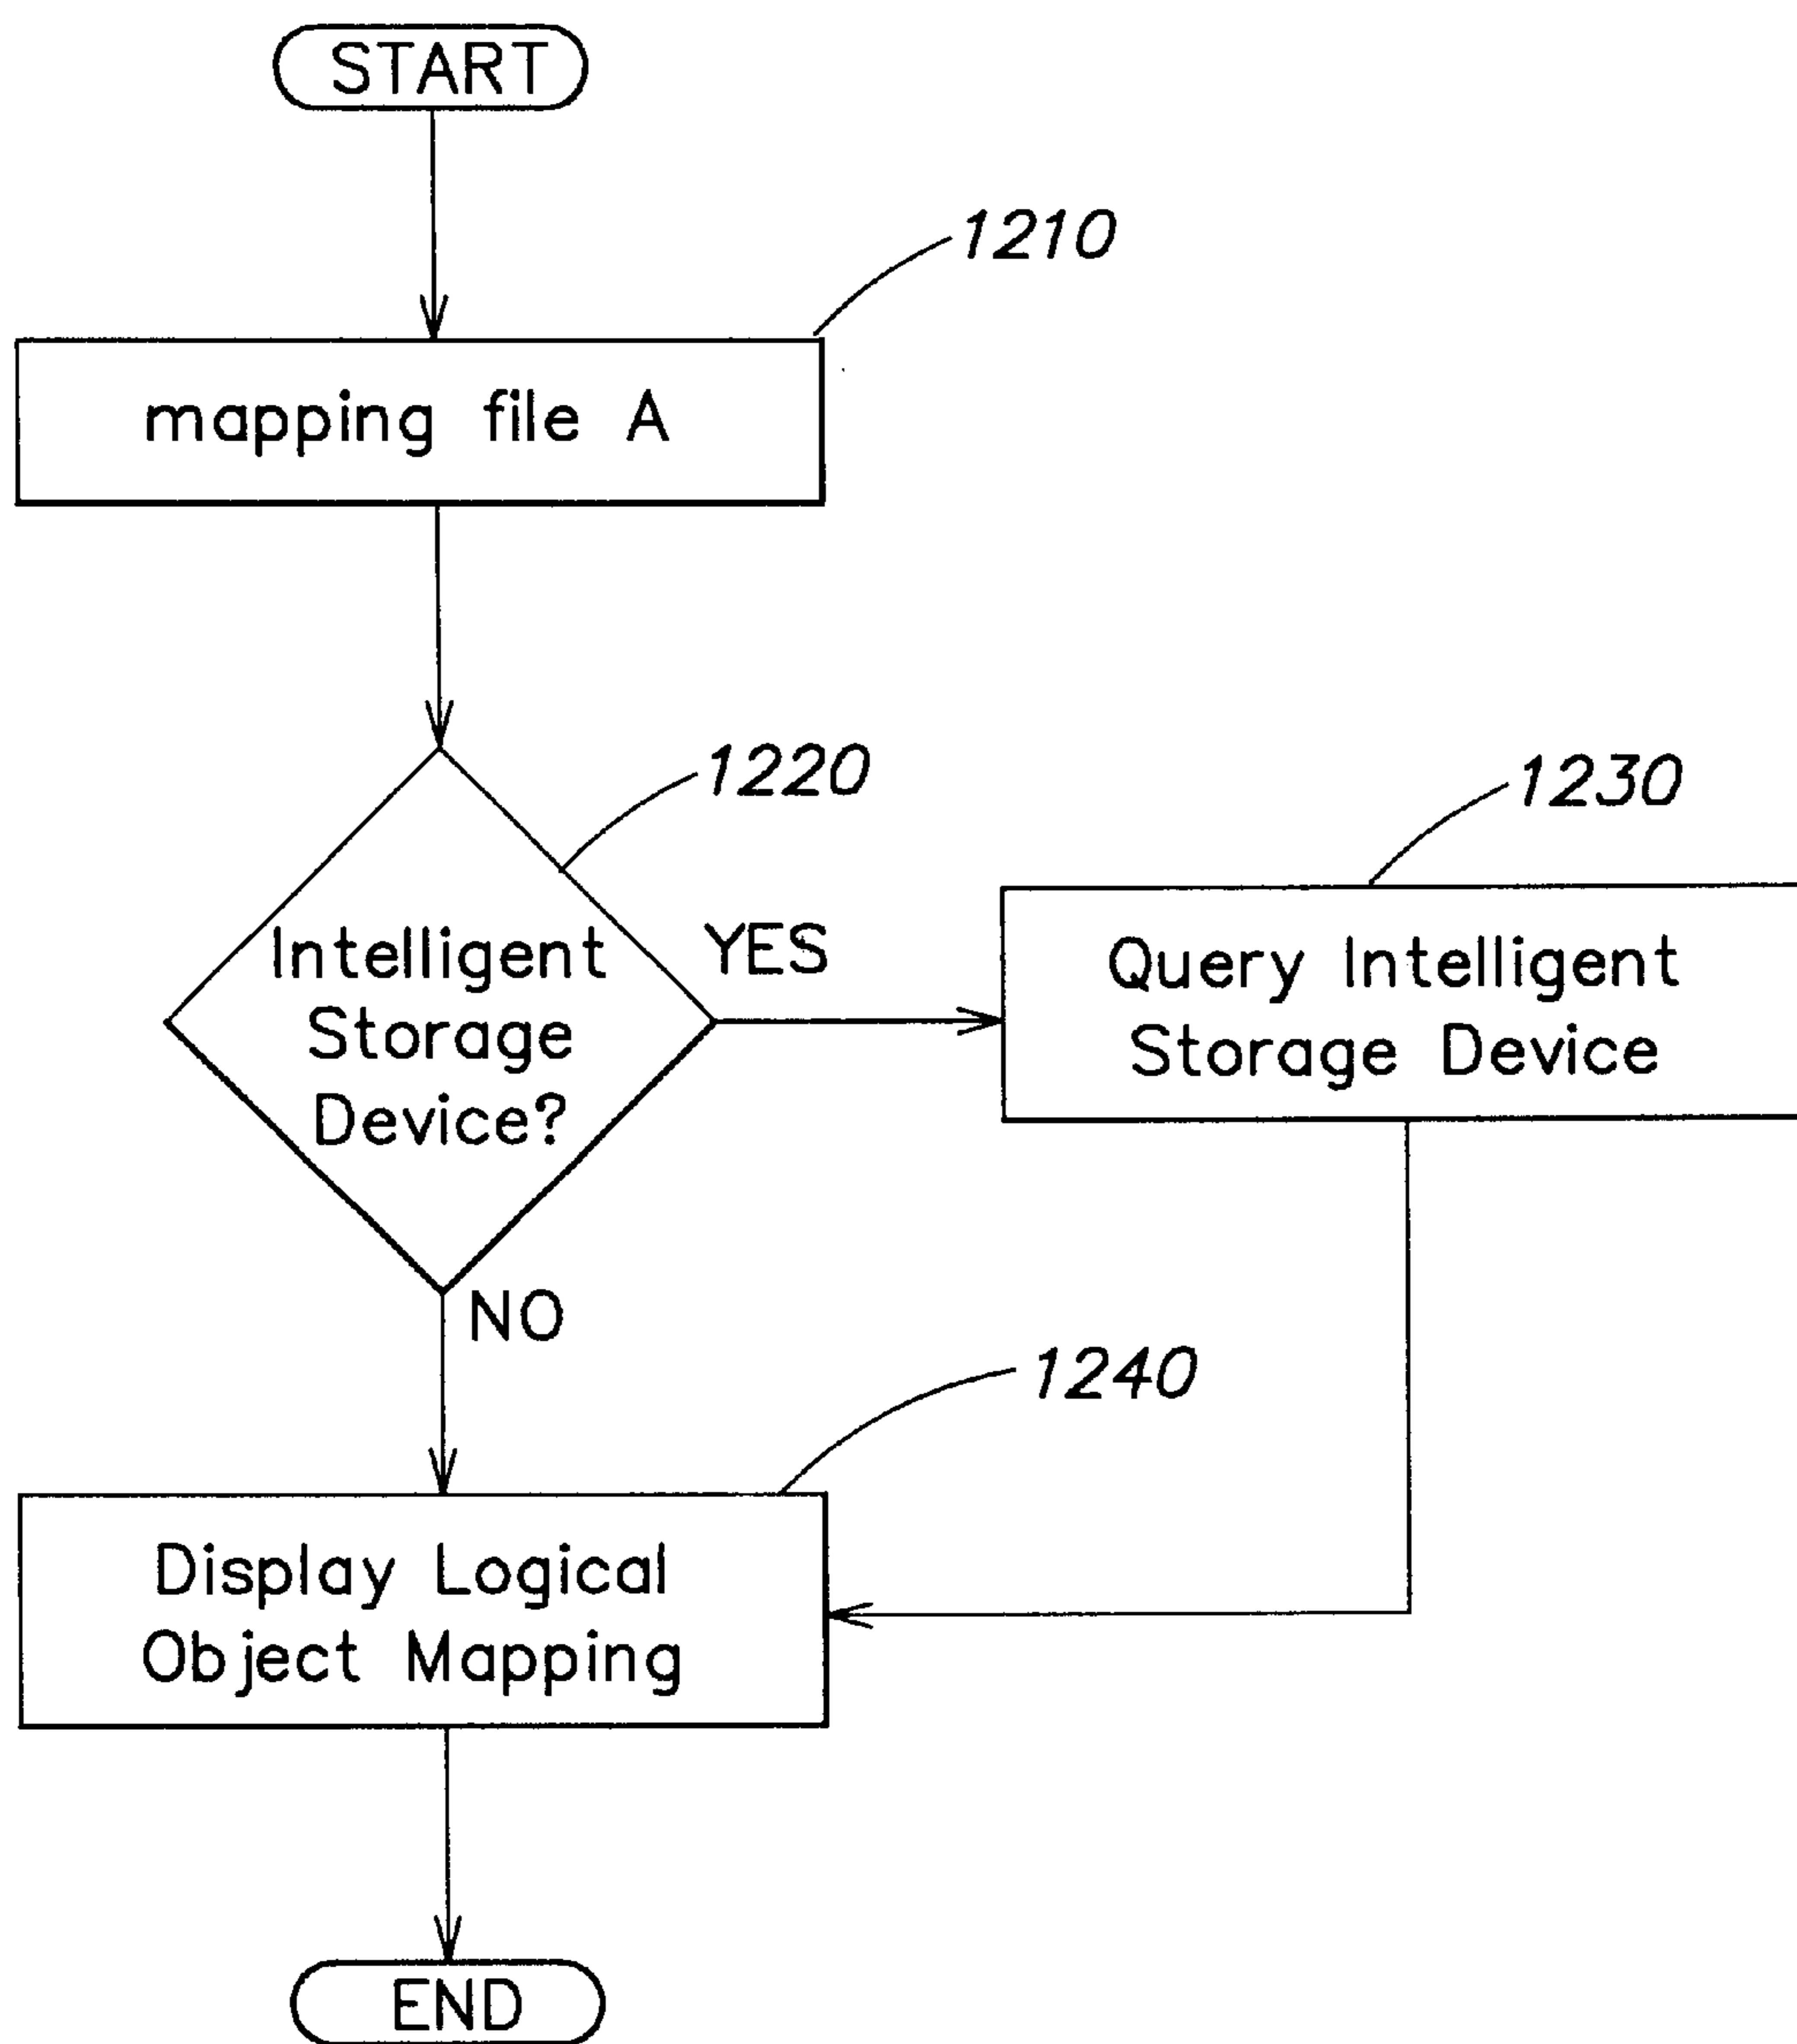 START
1210
mapping file A
1220
1230
Intelligent
Storage
Device?
YES
Query Intelligent
Storage Device
NO
1240
Display Logical
Object Mapping
END